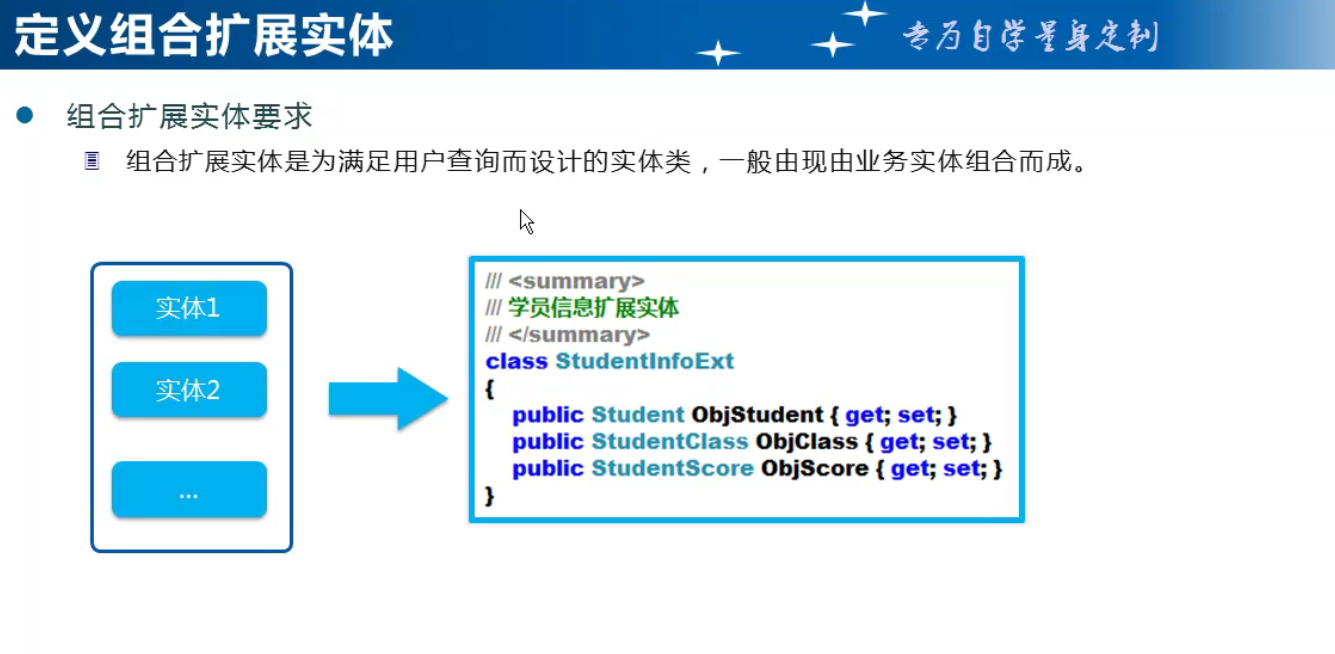 定义组合扩展实体
专为自学量身定制
组合扩展实体要求
组合扩展实体是为满足用户查询而设计的实体类，一般由现由业务实体组合而成。
实体1
实体2
...
/// <summary>
/// 学员信息扩展实体
/// </summary>
class StudentInfoExt
{
public Student ObjStudent { get; set; }
public StudentClass ObjClass { get; set; }
public StudentScore ObjScore { get; set; }
}